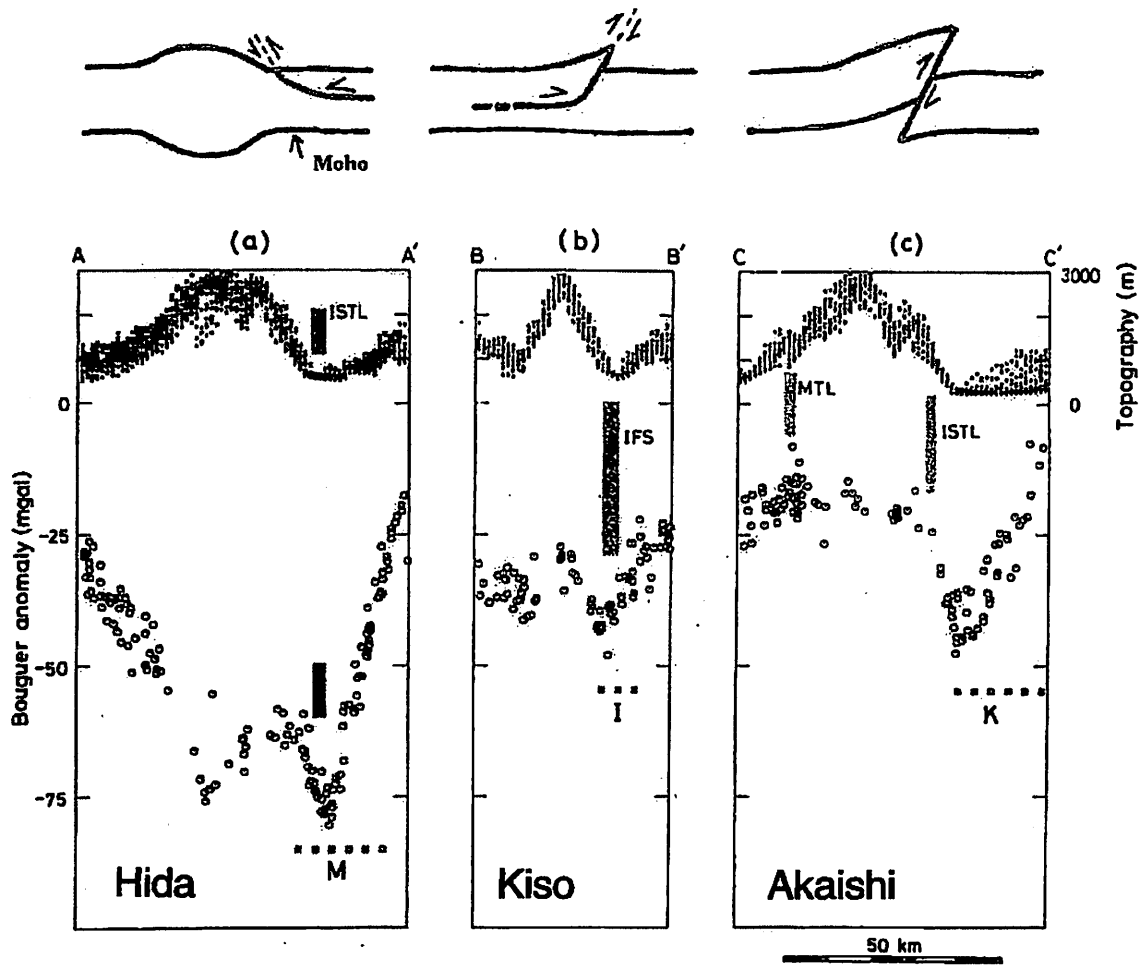 Moho
(a) (b) (c)
A A' B B' C C'
3000
ISTL
MTL
0 0
IFS
ISTL
Topography (m)
Bouguer anomaly (mgal)
-25
-50
-75
M
I
K
Hida Kiso Akaishi
50 km